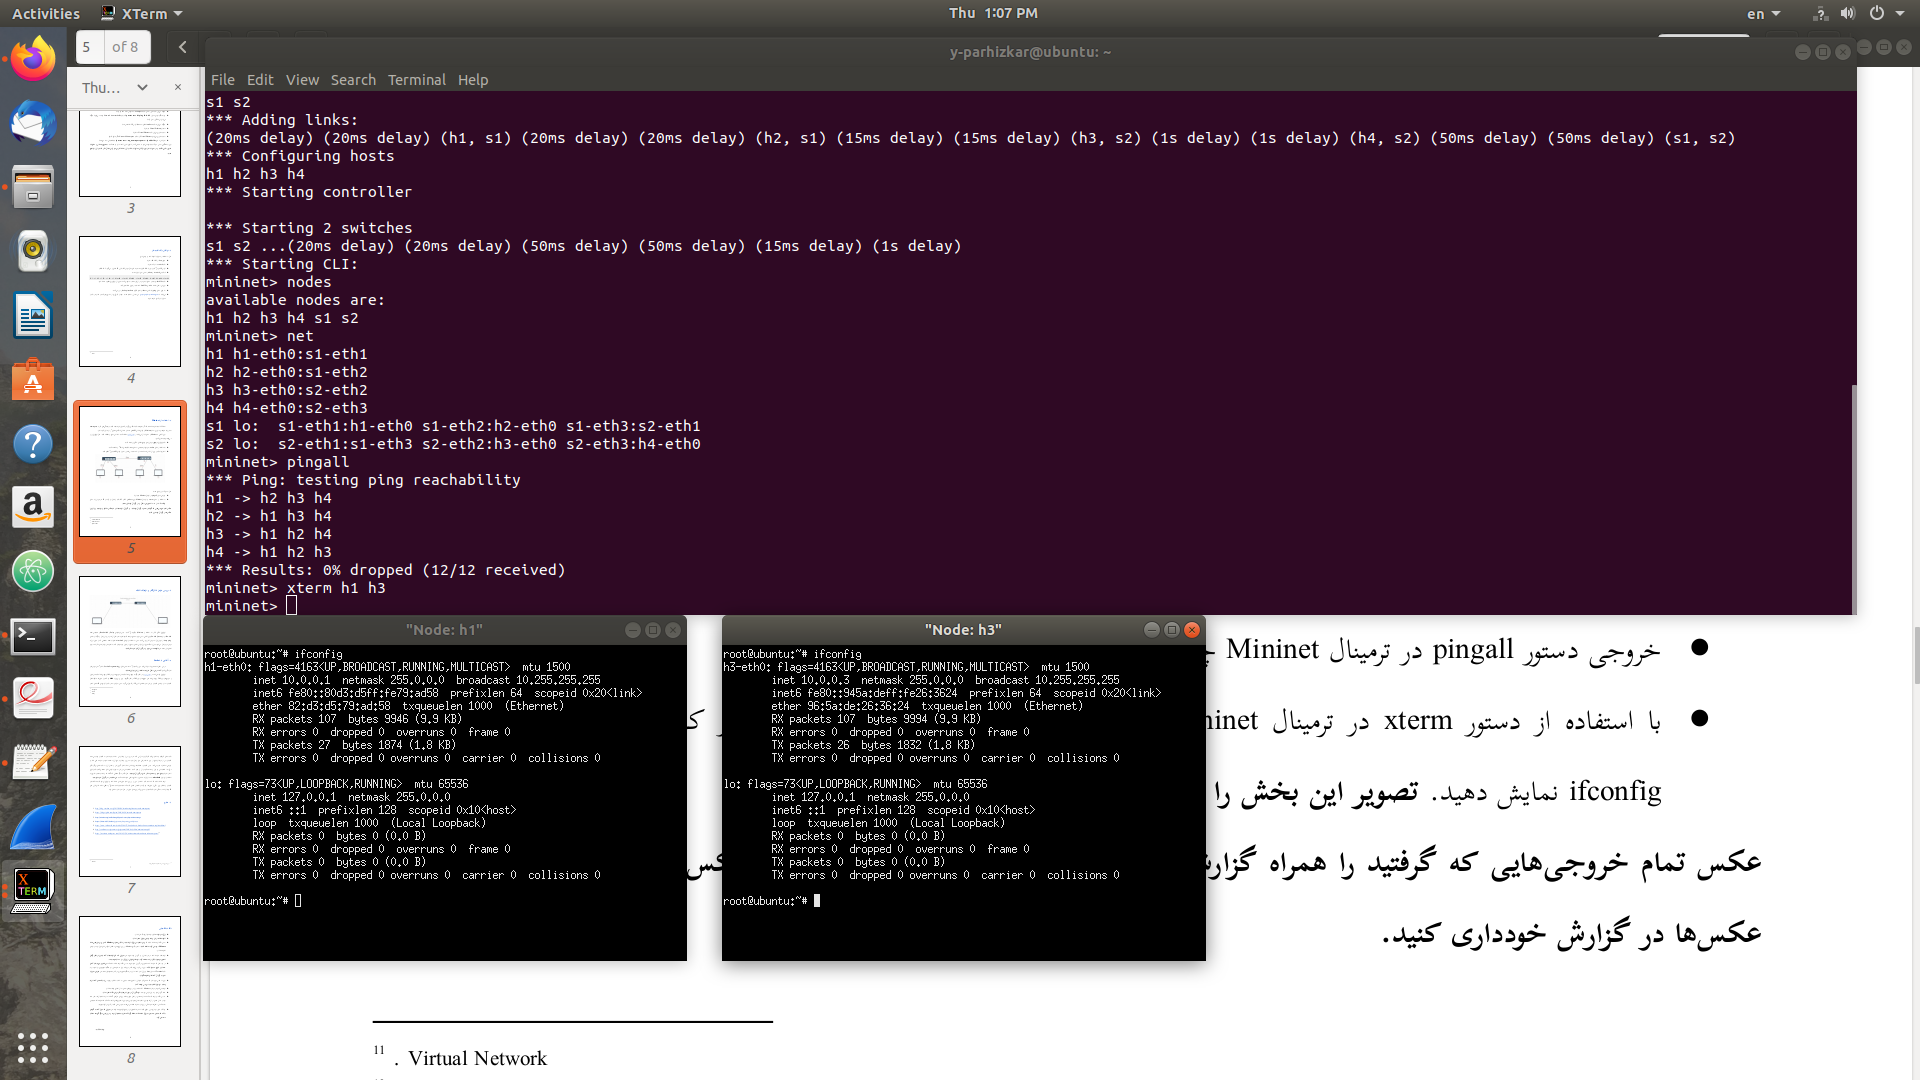 Activities
XTerm
Thu 1:07 PM
en
5 of 8
Thu...
y-parhizkar@ubuntu: ~
File Edit View Search Terminal Help
s1 s2
*** Adding links:
(20ms delay) (20ms delay) (h1, s1) (20ms delay) (20ms delay) (h2, s1) (15ms delay) (15ms delay) (h3, s2) (1s delay) (1s delay) (h4, s2) (50ms delay) (50ms delay) (s1, s2)
*** Configuring hosts
h1 h2 h3 h4
*** Starting controller
*** Starting 2 switches
s1 s2 ...(20ms delay) (20ms delay) (50ms delay) (50ms delay) (15ms delay) (1s delay)
*** Starting CLI:
mininet> nodes
available nodes are:
h1 h2 h3 h4 s1 s2
mininet> net
h1 h1-eth0:s1-eth1
h2 h2-eth0:s1-eth2
h3 h3-eth0:s2-eth2
h4 h4-eth0:s2-eth3
s1 lo:  s1-eth1:h1-eth0 s1-eth2:h2-eth0 s1-eth3:s2-eth1
s2 lo:  s2-eth1:s1-eth3 s2-eth2:h3-eth0 s2-eth3:h4-eth0
mininet> pingall
*** Ping: testing ping reachability
h1 -> h2 h3 h4
h2 -> h1 h3 h4
h3 -> h1 h2 h4
h4 -> h1 h2 h3
*** Results: 0% dropped (12/12 received)
mininet> xterm h1 h3
mininet>
"Node: h1"
root@ubuntu:~# ifconfig
h1-eth0: flags=4163<UP,BROADCAST,RUNNING,MULTICAST>  mtu 1500
inet 10.0.0.1  netmask 255.0.0.0  broadcast 10.255.255.255
inet6 fe80::80d3:d5ff:fe79:ad58  prefixlen 64  scopeid 0x20<link>
ether 82:d3:d5:79:ad:58  txqueuelen 1000  (Ethernet)
RX packets 107  bytes 9946 (9.9 KB)
RX errors 0  dropped 0  overruns 0  frame 0
TX packets 27  bytes 1874 (1.8 KB)
TX errors 0  dropped 0 overruns 0  carrier 0  collisions 0
lo: flags=73<UP,LOOPBACK,RUNNING>  mtu 65536
inet 127.0.0.1  netmask 255.0.0.0
inet6 ::1  prefixlen 128  scopeid 0x10<host>
loop  txqueuelen 1000  (Local Loopback)
RX packets 0  bytes 0 (0.0 B)
RX errors 0  dropped 0  overruns 0  frame 0
TX packets 0  bytes 0 (0.0 B)
TX errors 0  dropped 0 overruns 0  carrier 0  collisions 0
root@ubuntu:~#
"Node: h3"
root@ubuntu:~# ifconfig
h3-eth0: flags=4163<UP,BROADCAST,RUNNING,MULTICAST>  mtu 1500
inet 10.0.0.3  netmask 255.0.0.0  broadcast 10.255.255.255
inet6 fe80::945a:deff:fe26:3624  prefixlen 64  scopeid 0x20<link>
ether 96:5a:de:26:36:24  txqueuelen 1000  (Ethernet)
RX packets 107  bytes 9994 (9.9 KB)
RX errors 0  dropped 0  overruns 0  frame 0
TX packets 26  bytes 1832 (1.8 KB)
TX errors 0  dropped 0 overruns 0  carrier 0  collisions 0
lo: flags=73<UP,LOOPBACK,RUNNING>  mtu 65536
inet 127.0.0.1  netmask 255.0.0.0
inet6 ::1  prefixlen 128  scopeid 0x10<host>
loop  txqueuelen 1000  (Local Loopback)
RX packets 0  bytes 0 (0.0 B)
RX errors 0  dropped 0  overruns 0  frame 0
TX packets 0  bytes 0 (0.0 B)
TX errors 0  dropped 0 overruns 0  carrier 0  collisions 0
root@ubuntu:~#
● خروجی دستور pingall در ترمینال Mininet
● با استفاده از دستور xterm در ترمینال
ifconfig نمایش دهید. تصویر این بخش را
عکس تمام خروجی‌هایی که گرفتید را همراه
عکس‌ها در گزارش خودداری کنید.
11 . Virtual Network
3
4
5
6
7
8